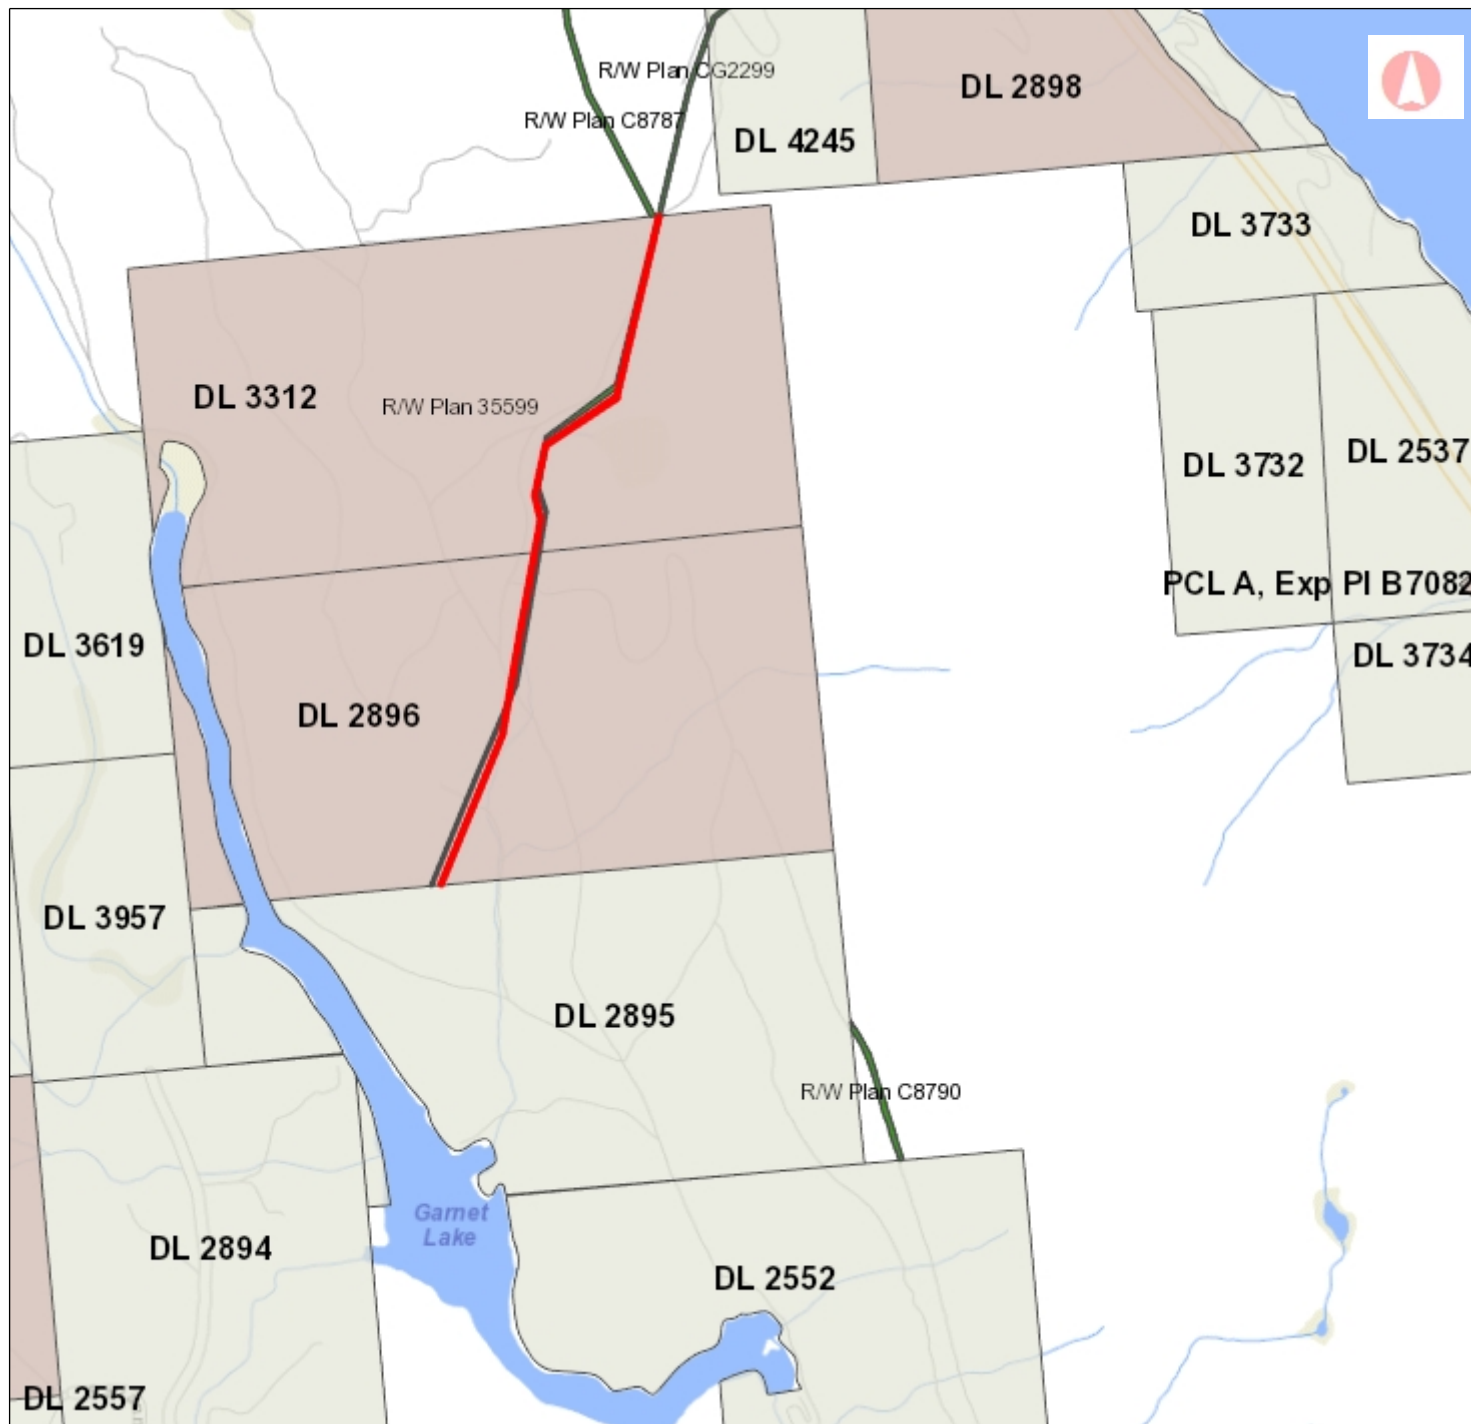 R/W Plan CG2299
DL 2898
R/W Plan C8787
DL 4245
DL 3733
DL 3312
R/W Plan 35599
DL 3732
DL 2537
PCL A, Exp Pl B7082
DL 3619
DL 3734
DL 2896
DL 3957
DL 2895
R/W Plan C8790
Garnet
Lake
DL 2894
DL 2552
DL 2557